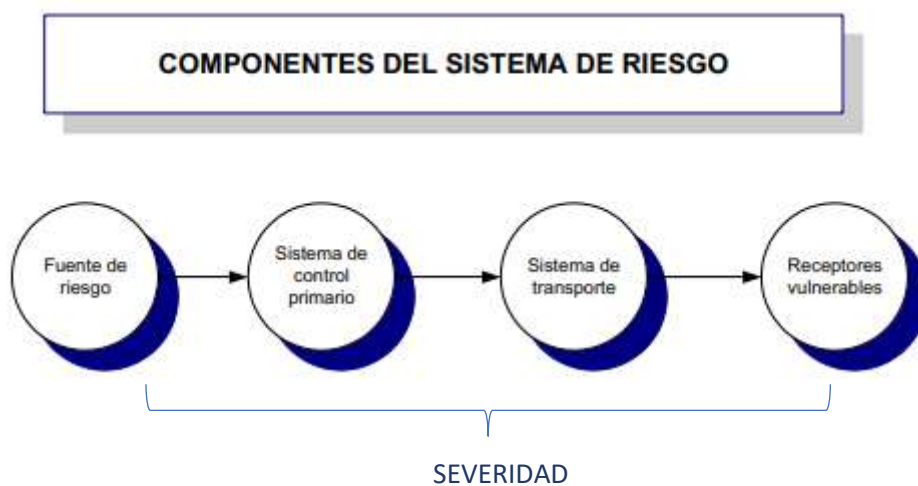 COMPONENTES DEL SISTEMA DE RIESGO
Fuente de
riesgo
Sistema de
control
primario
Sistema de
transporte
Receptores
vulnerables
SEVERIDAD